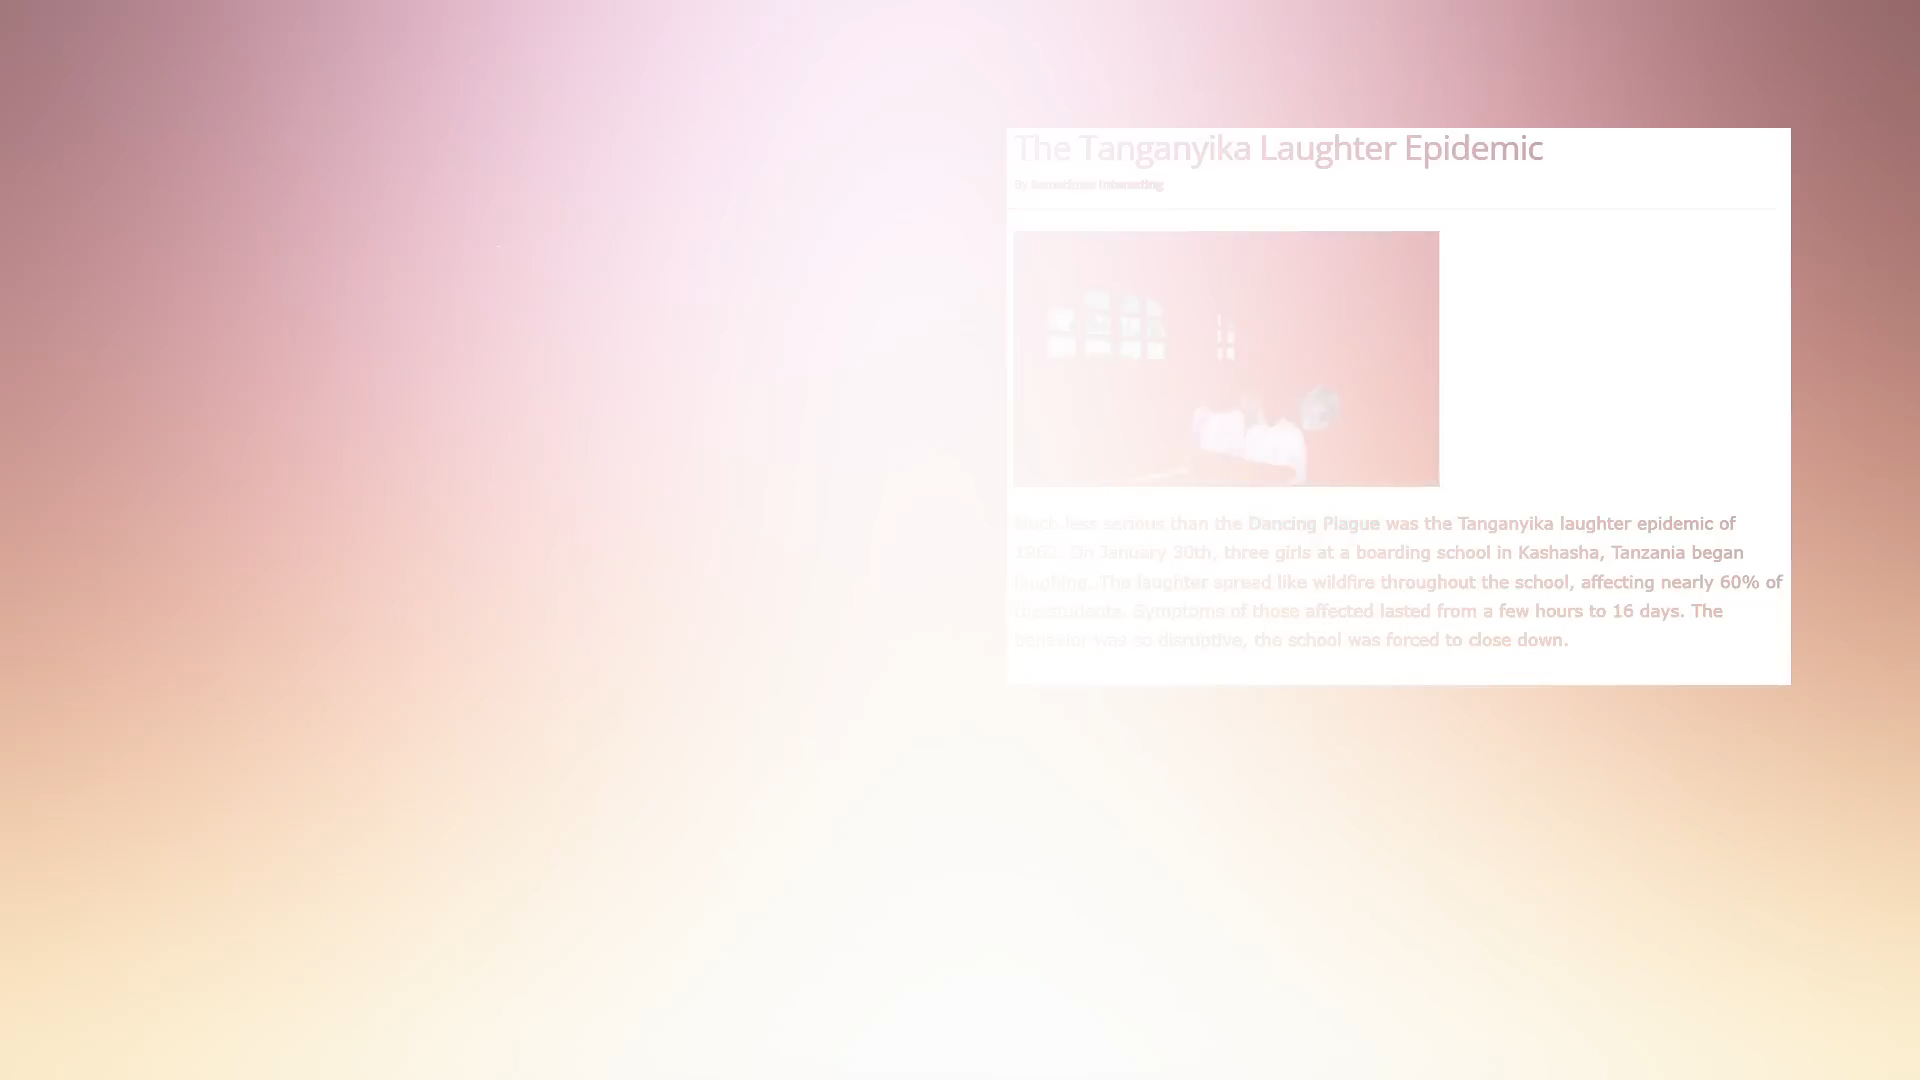 The Tanganyika Laughter Epidemic
By Sometimes Interesting
Much less serious than the Dancing Plague was the Tanganyika laughter epidemic of
1962. On January 30th, three girls at a boarding school in Kashasha, Tanzania began
laughing. The laughter spread like wildfire throughout the school, affecting nearly 60% of
the students. Symptoms of those affected lasted from a few hours to 16 days. The
behavior was so disruptive, the school was forced to close down.